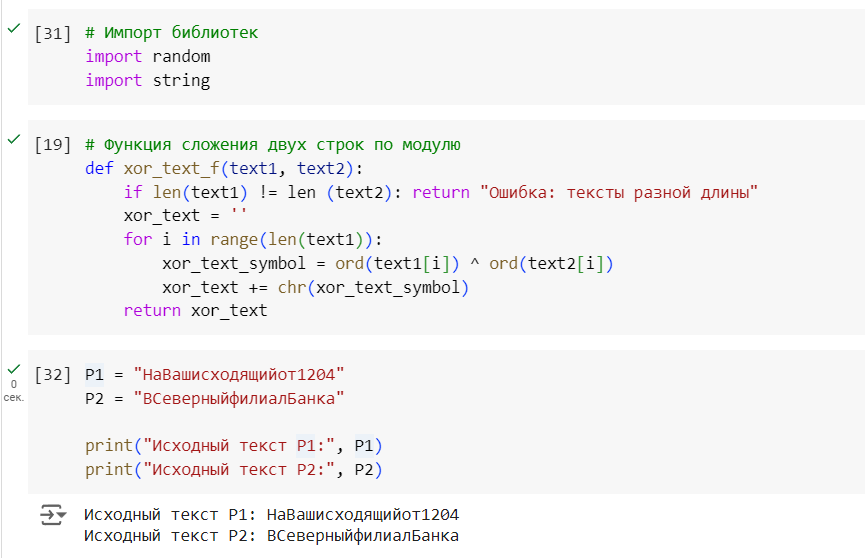 [31] # Импорт библиотек
import random
import string
[19] # Функция сложения двух строк по модулю
def xor_text_f(text1, text2):
    if len(text1) != len (text2): return "Ошибка: тексты разной длины"
    xor_text = ''
    for i in range(len(text1)):
        xor_text_symbol = ord(text1[i]) ^ ord(text2[i])
        xor_text += chr(xor_text_symbol)
    return xor_text
0
сек.
[32] P1 = "НаВашисходящийот1204"
P2 = "ВСеверныйфилиалБанка"
print("Исходный текст P1:", P1)
print("Исходный текст P2:", P2)
Исходный текст P1: НаВашисходящийот1204
Исходный текст P2: ВСеверныйфилиалБанка